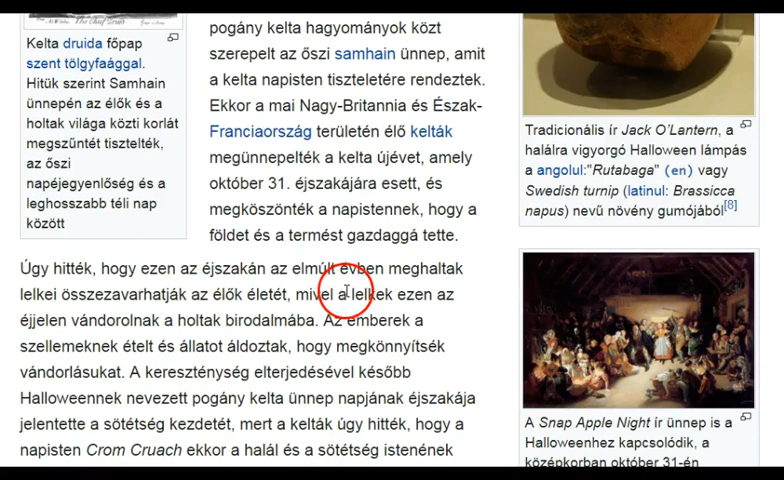 Kelta druida főpap
szent tölgyfaággal.
Hitük szerint Samhain
ünnepén az élők és a
holtak világa közti korlát
megszűntét tisztelték,
az őszi
napéjegyenlőség és a
leghosszabb téli nap
között
pogány kelta hagyományok közt
szerepelt az őszi samhain ünnep, amit
a kelta napisten tiszteletére rendeztek.
Ekkor a mai Nagy-Britannia és Észak-
Franciaország területén élő kelták
megünnepelték a kelta újévet, amely
október 31. éjszakájára esett, és
megköszönték a napistennek, hogy a
földet és a termést gazdaggá tette.
Úgy hitték, hogy ezen az éjszakán az elmúlt évben meghaltak
lelkei összezavarhatják az élők életét, mivel a lelkek ezen az
éjjelen vándorolnak a holtak birodalmába. Az emberek a
szellemeknek ételt és állatot áldoztak, hogy megkönnyítsék
vándorlásukat. A kereszténység elterjedésével később
Halloweennek nevezett pogány kelta ünnep napjának éjszakája
jelentette a sötétség kezdetét, mert a kelták úgy hitték, hogy a
napisten Crom Cruach ekkor a halál és a sötétség istenének
Tradicionális ír Jack O'Lantern, a
halálra vigyorgó Halloween lámpás
a angolul:"Rutabaga" (en) vagy
Swedish turnip (latinul: Brassicca
napus) nevű növény gumójából[8]
A Snap Apple Night ír ünnep is a
Halloweenhez kapcsolódik, a
középkorban október 31-én